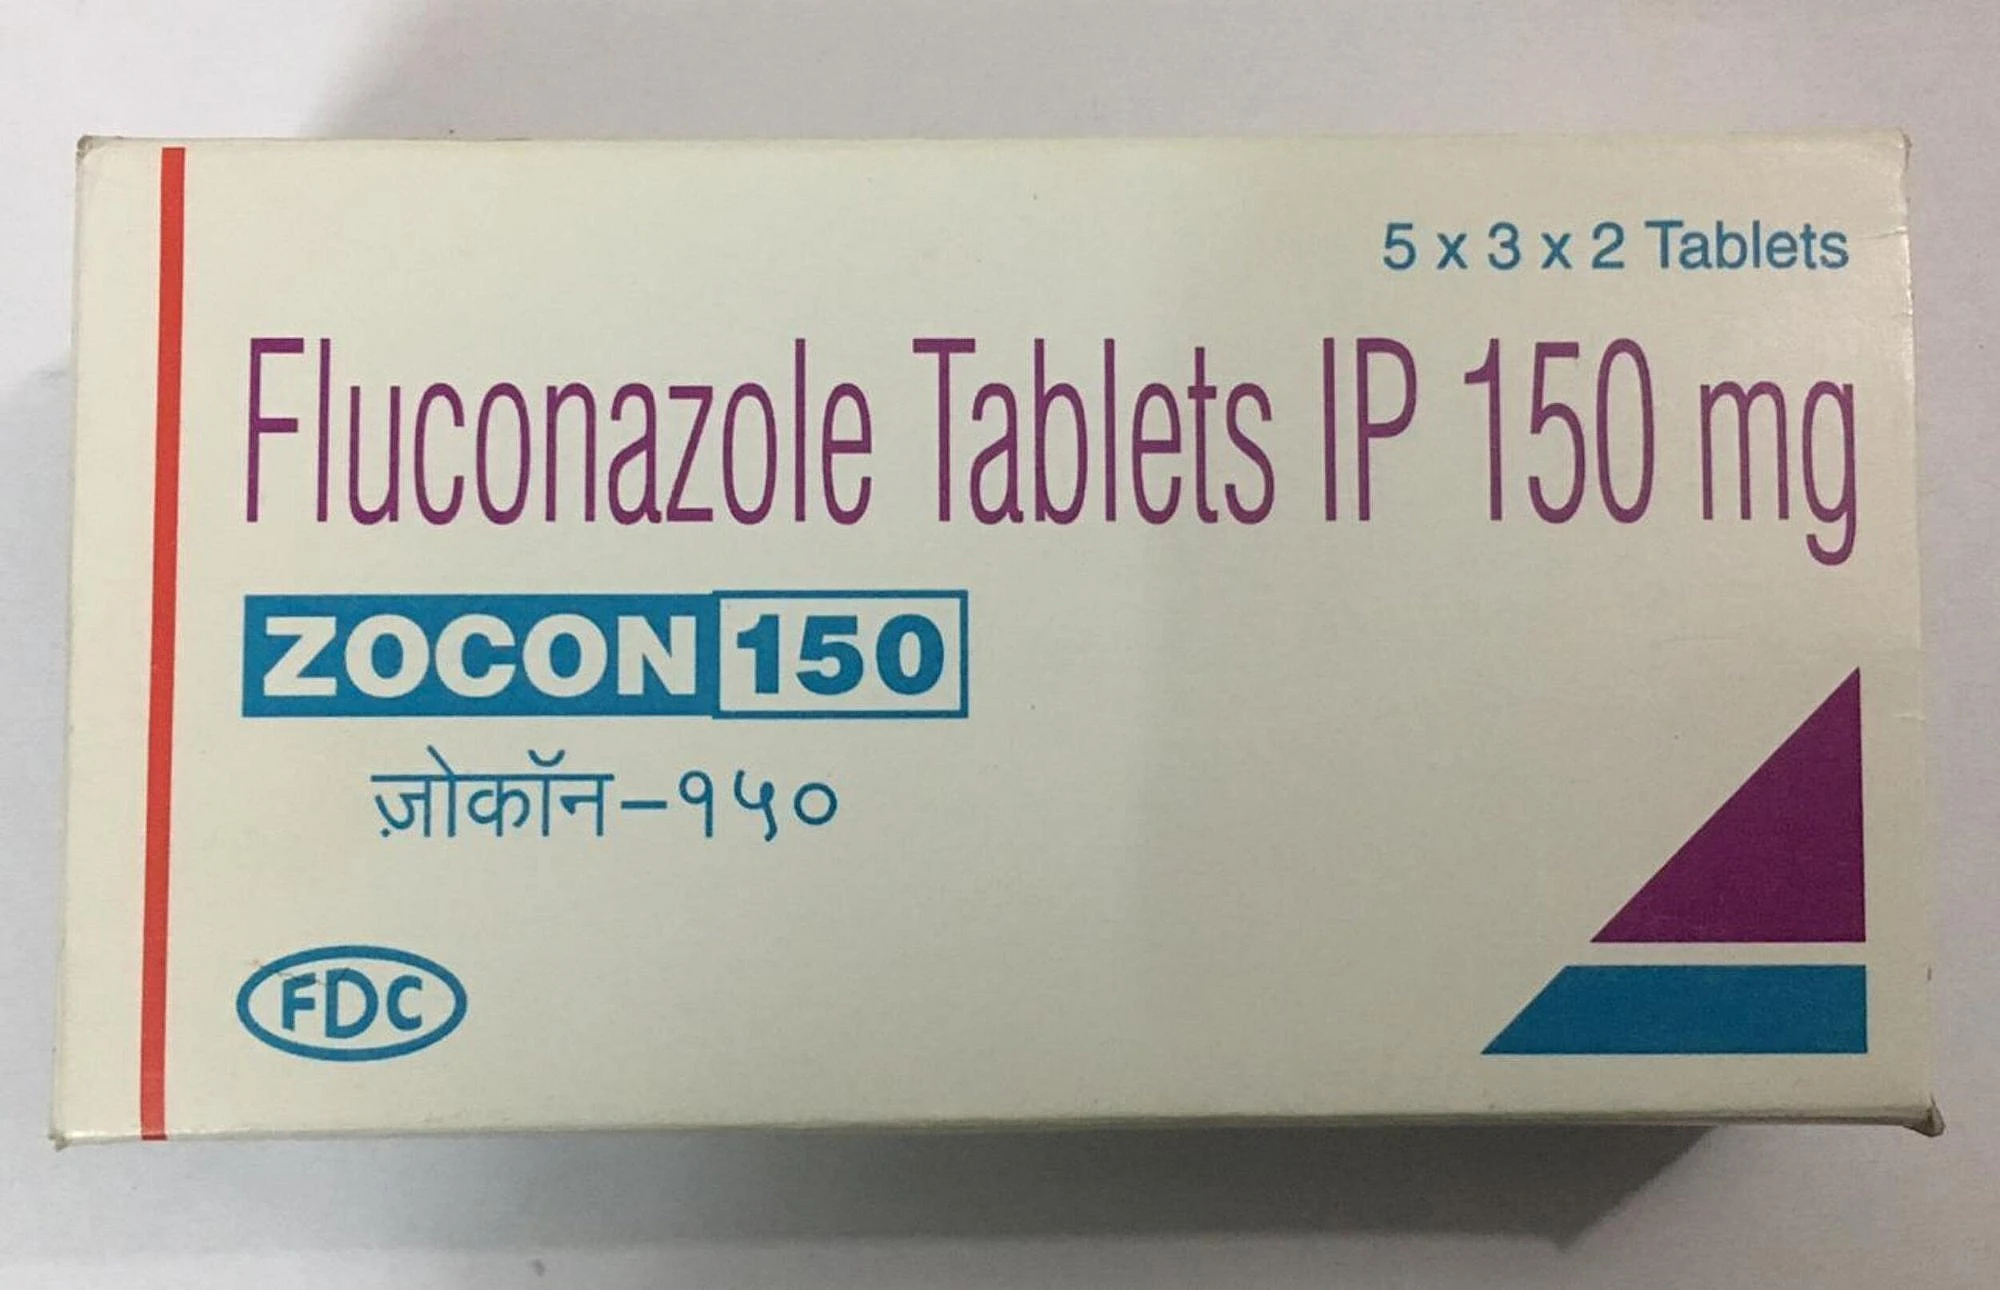 5 x 3 x 2 Tablets
Fluconazole Tablets IP 150 mg
ZOCON 150
ज़ोकॉन-१५०
FDC